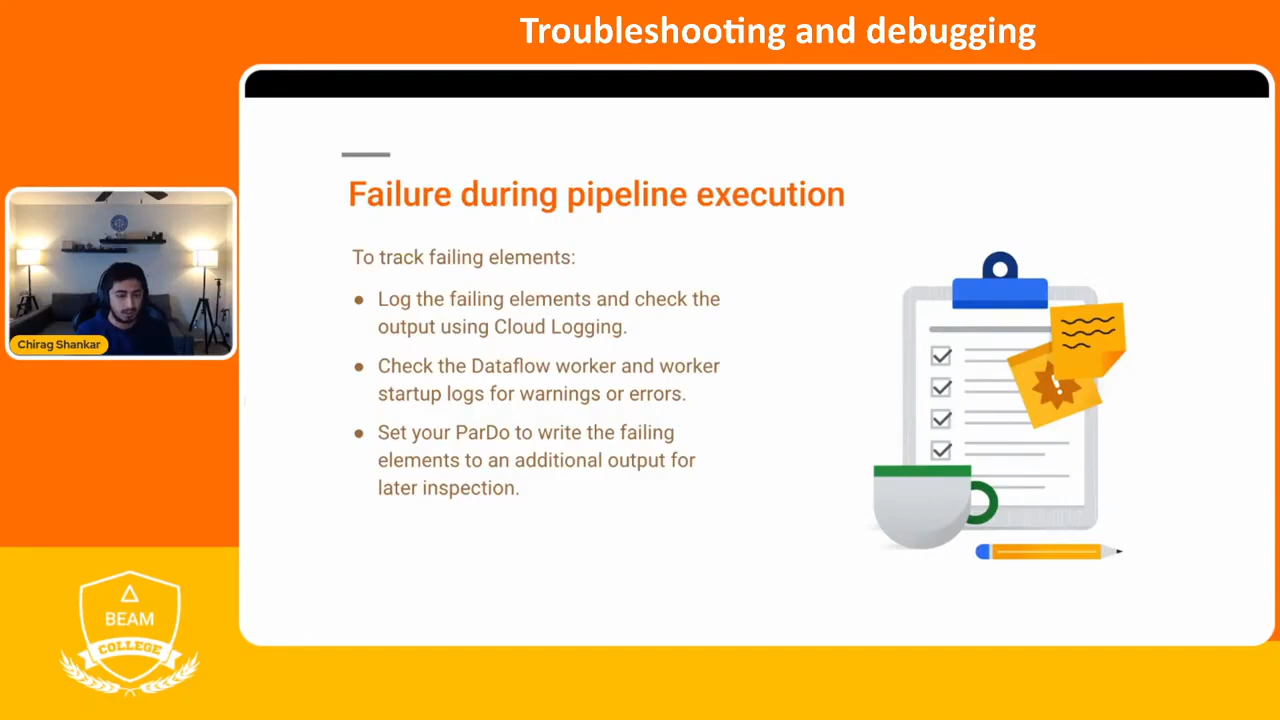 Troubleshooting and debugging
Failure during pipeline execution
To track failing elements:
● Log the failing elements and check the
output using Cloud Logging.
● Check the Dataflow worker and worker
startup logs for warnings or errors.
● Set your ParDo to write the failing
elements to an additional output for
later inspection.
Chirag Shankar
BEAM
COLLEGE